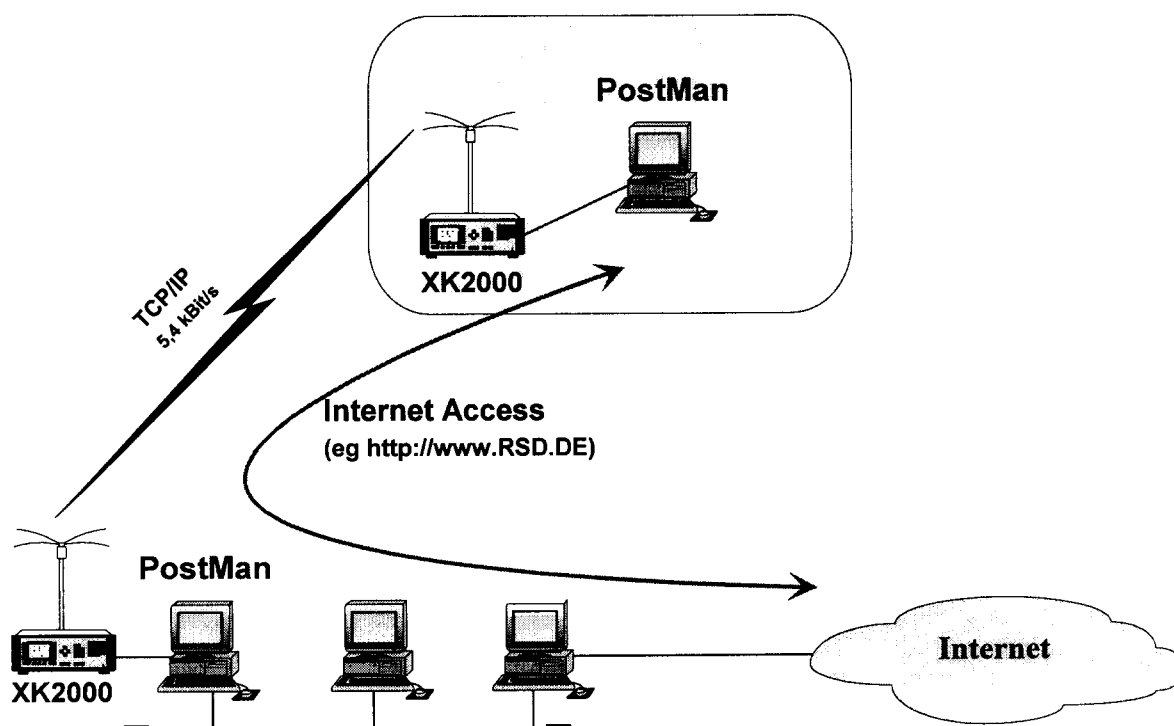 PostMan
XK2000
TCP/IP
5,4 kBit/s
Internet Access
(eg http://www.RSD.DE)
PostMan
XK2000
Internet